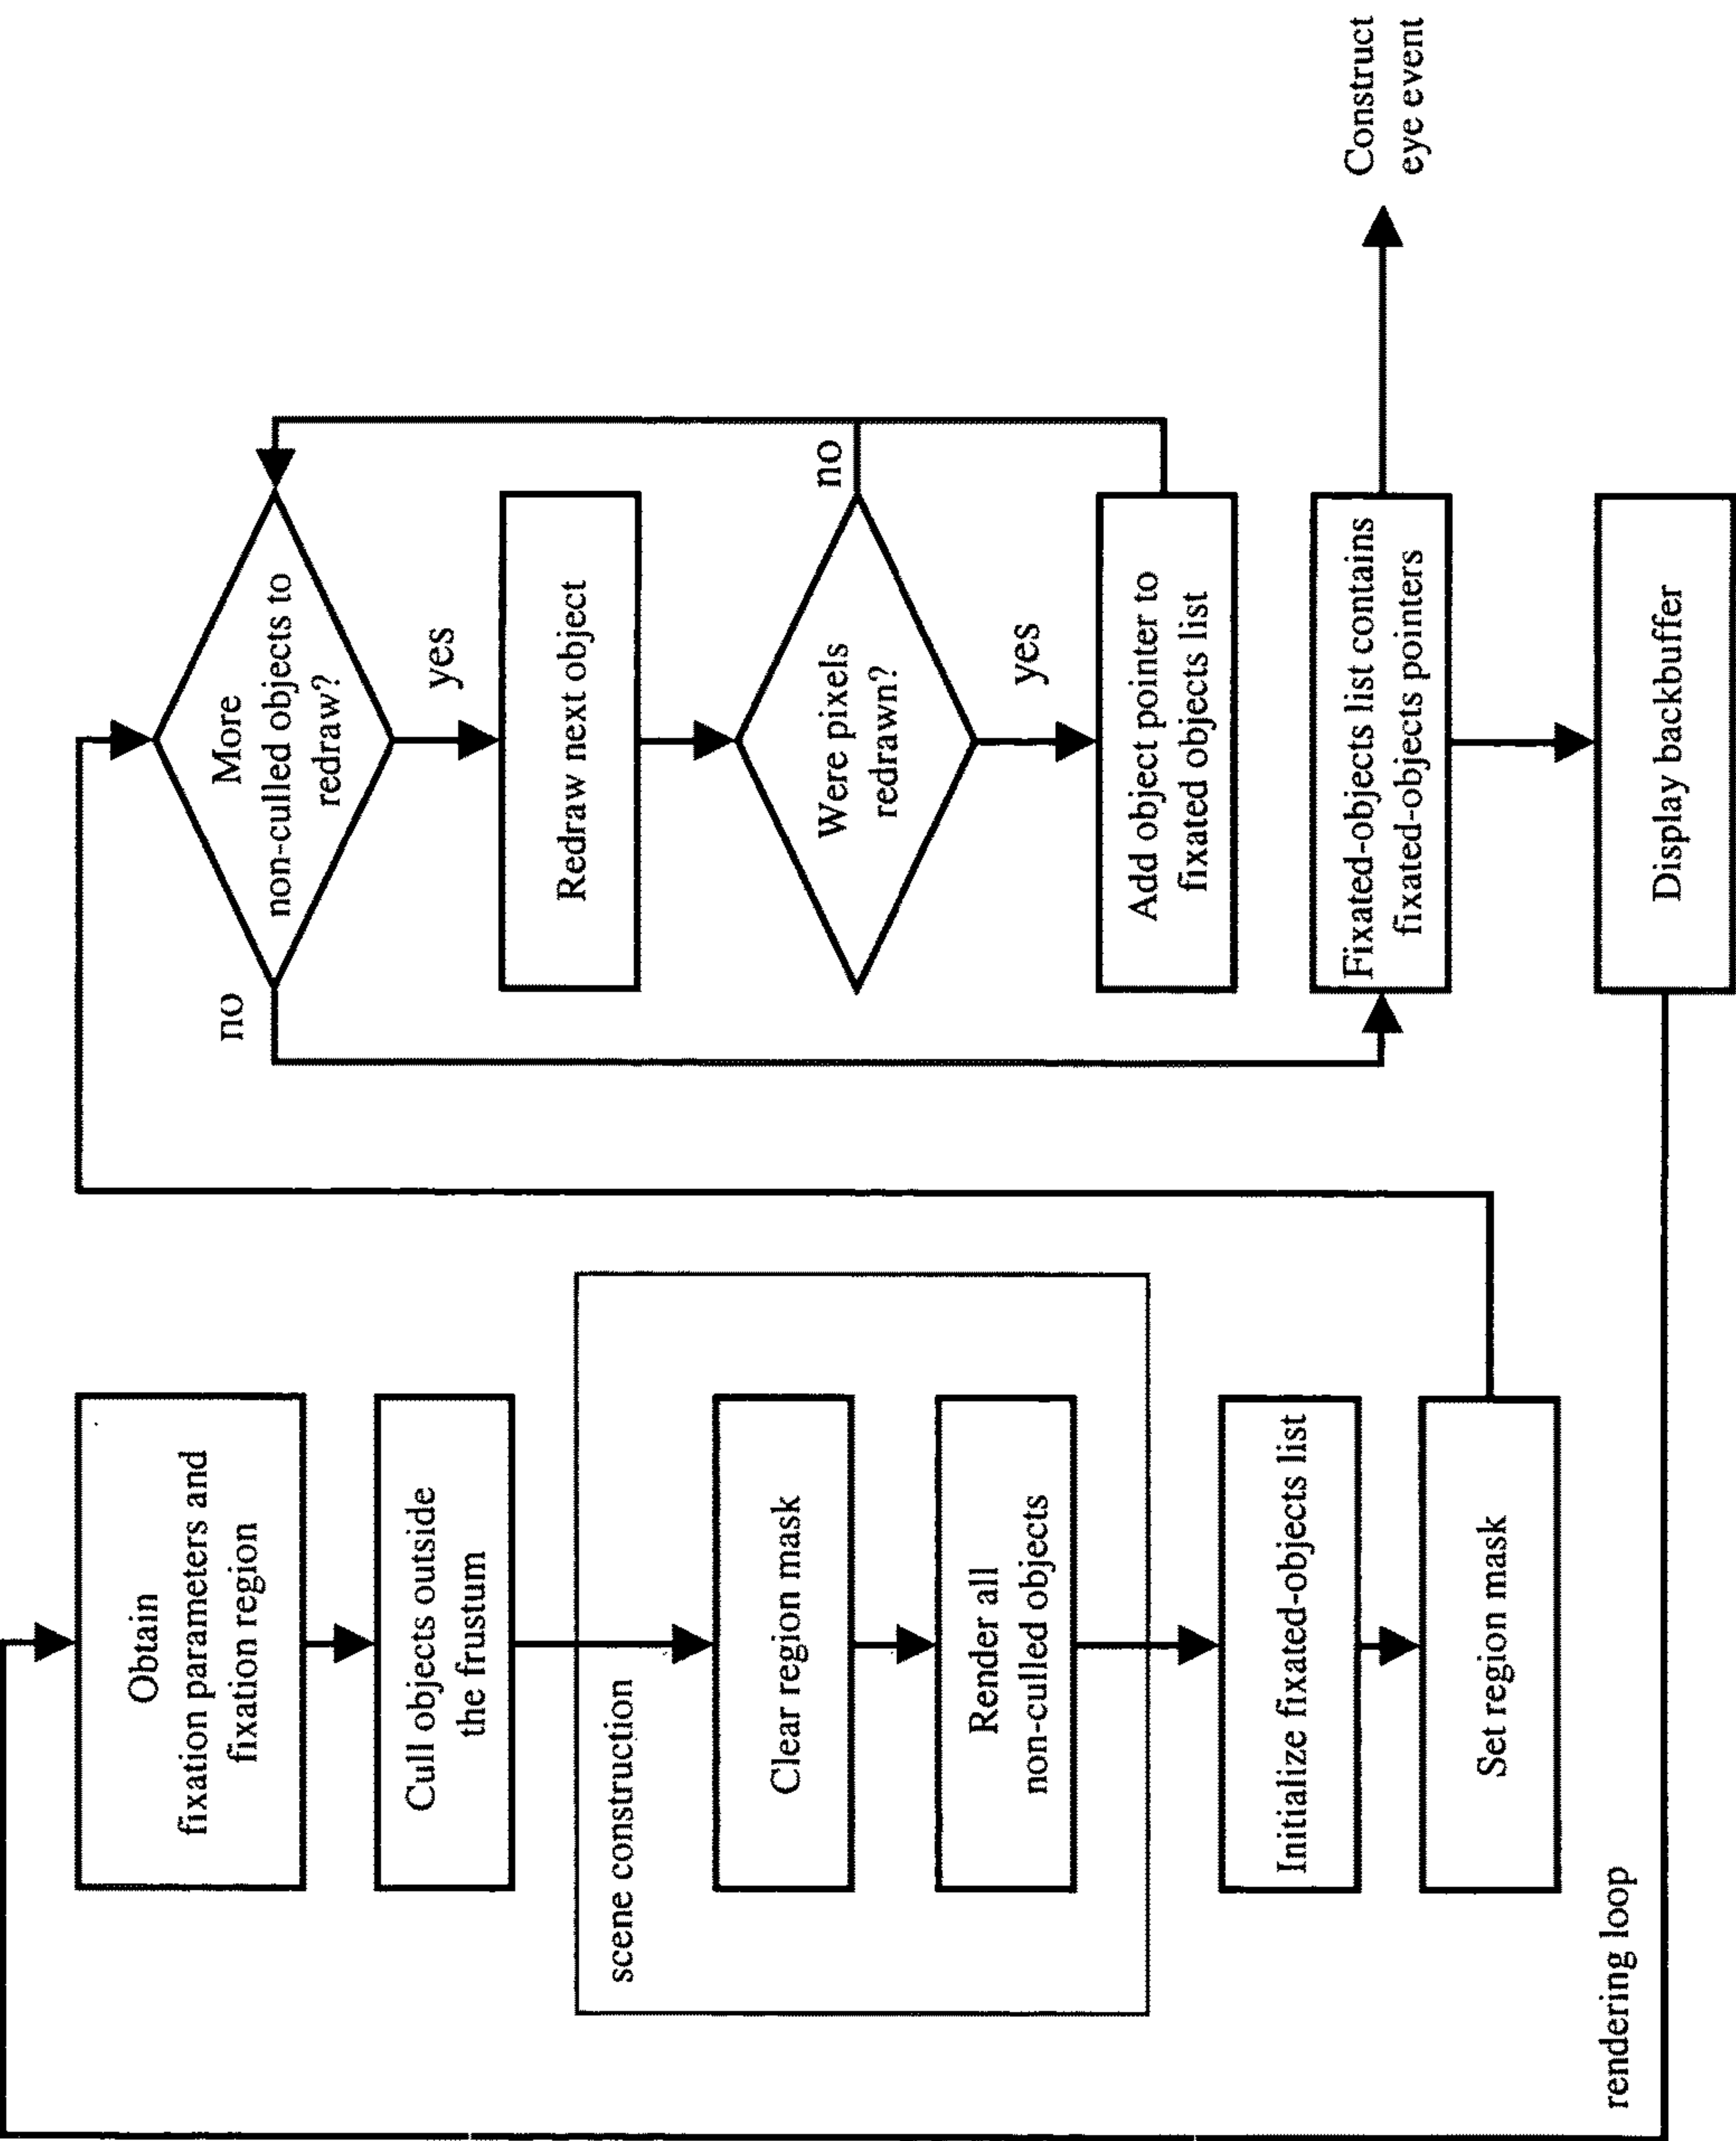 Obtain
fixation parameters and
fixation region
Cull objects outside
the frustum
scene construction
Clear region mask
Render all
non-culled objects
Initialize fixated-objects list
Set region mask
rendering loop
More
non-culled objects to
redraw?
no
yes
Redraw next object
Were pixels
redrawn?
no
yes
Add object pointer to
fixated objects list
Fixated-objects list contains
fixated-objects pointers
Construct
eye event
Display backbuffer